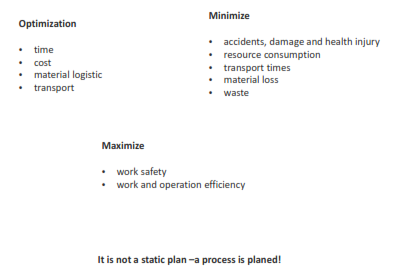 Optimization
• time
• cost
• material logistic
• transport
Minimize
• accidents, damage and health injury
• resource consumption
• transport times
• material loss
• waste
Maximize
• work safety
• work and operation efficiency
It is not a static plan –a process is planed!